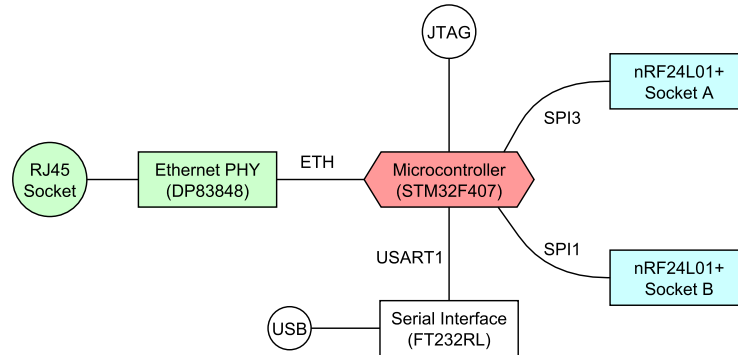 JTAG
nRF24L01+
Socket A
SPI3
RJ45
Socket
Ethernet PHY
(DP83848)
ETH
Microcontroller
(STM32F407)
USART1
SPI1
nRF24L01+
Socket B
USB
Serial Interface
(FT232RL)